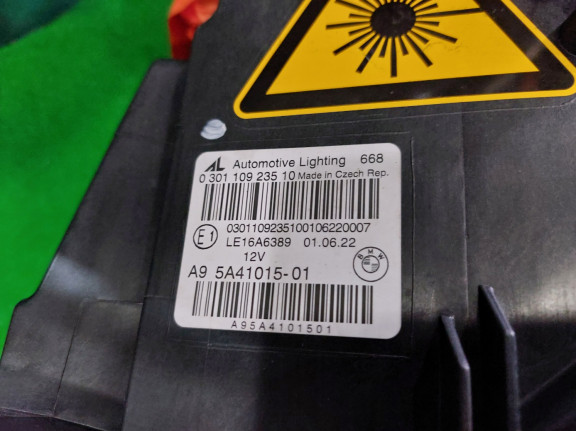 AL Automotive Lighting 668
0 301 109 235 10 Made in Czech Rep.
0301109235100106220007
E1 LE16A6389 01.06.22
12V
BMW
A9 5A41015-01
A95A4101501